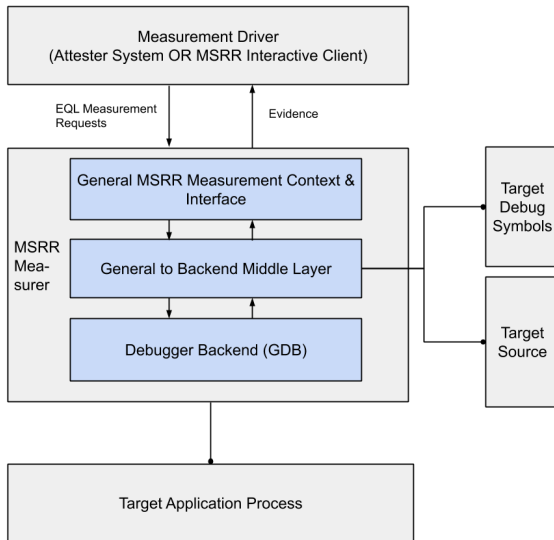 Measurement Driver
(Attester System OR MSRR Interactive Client)
EQL Measurement
Requests
Evidence
General MSRR Measurement Context &
Interface
MSRR
Mea-
surer
General to Backend Middle Layer
Debugger Backend (GDB)
Target
Debug
Symbols
Target
Source
Target Application Process